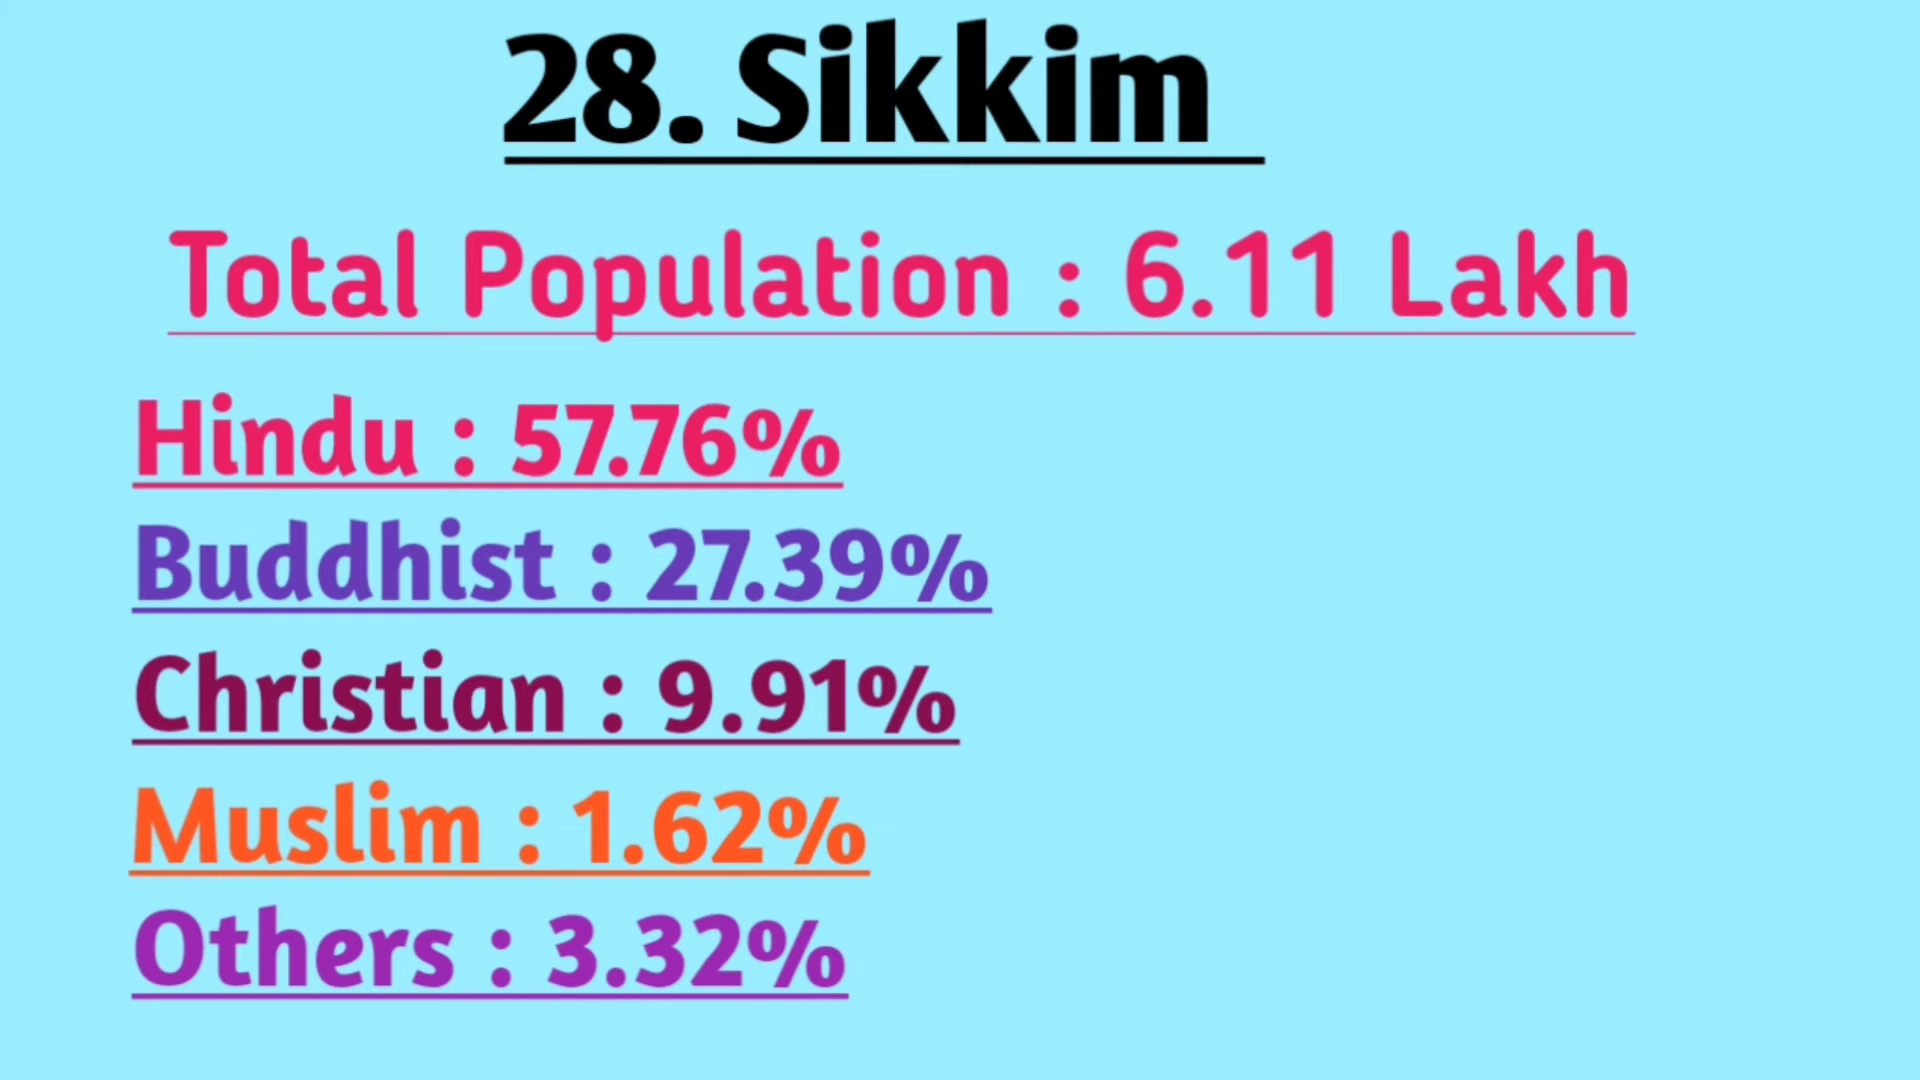 28. Sikkim
Total Population : 6.11 Lakh
Hindu : 57.76%
Buddhist : 27.39%
Christian : 9.91%
Muslim : 1.62%
Others : 3.32%